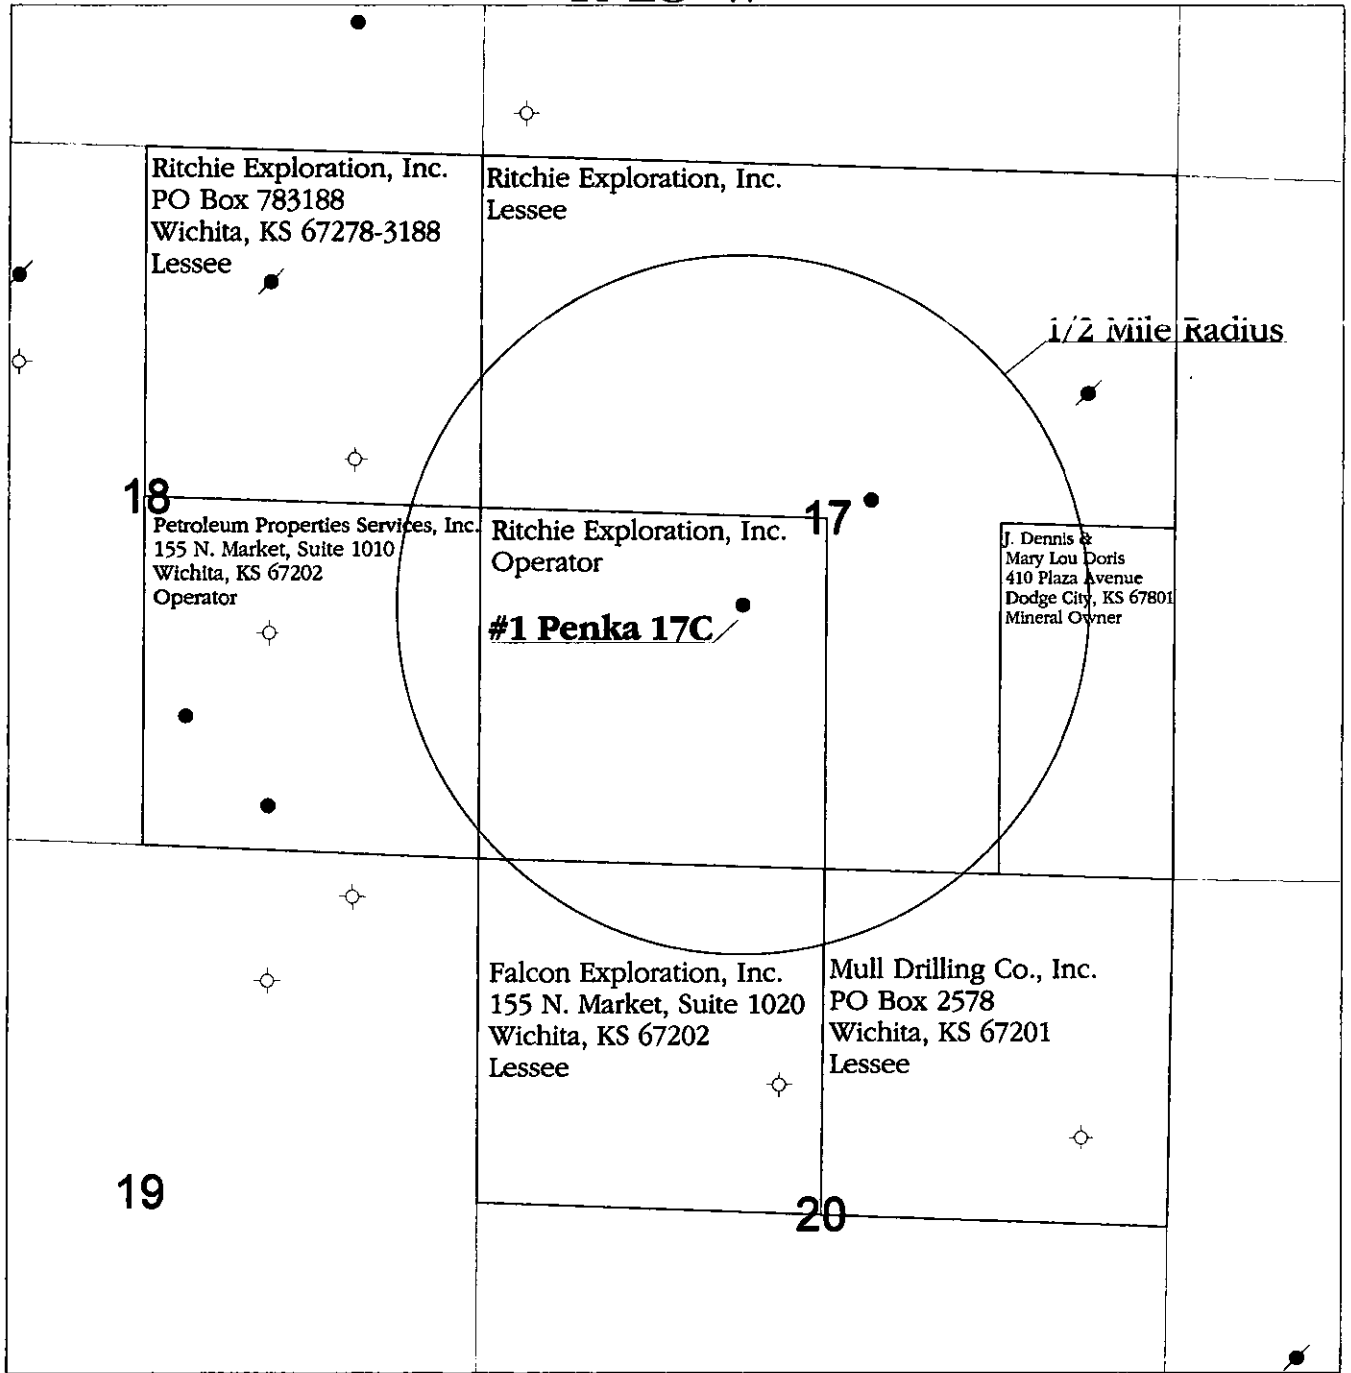 Ritchie Exploration, Inc.
PO Box 783188
Wichita, KS 67278-3188
Lessee
Ritchie Exploration, Inc.
Lessee
1/2 Mile Radius
18
Petroleum Properties Services, Inc.
155 N. Market, Suite 1010
Wichita, KS 67202
Operator
Ritchie Exploration, Inc.
Operator
#1 Penka 17C
17
J. Dennis &
Mary Lou Doris
410 Plaza Avenue
Dodge City, KS 67801
Mineral Owner
Falcon Exploration, Inc.
155 N. Market, Suite 1020
Wichita, KS 67202
Lessee
Mull Drilling Co., Inc.
PO Box 2578
Wichita, KS 67201
Lessee
19
20